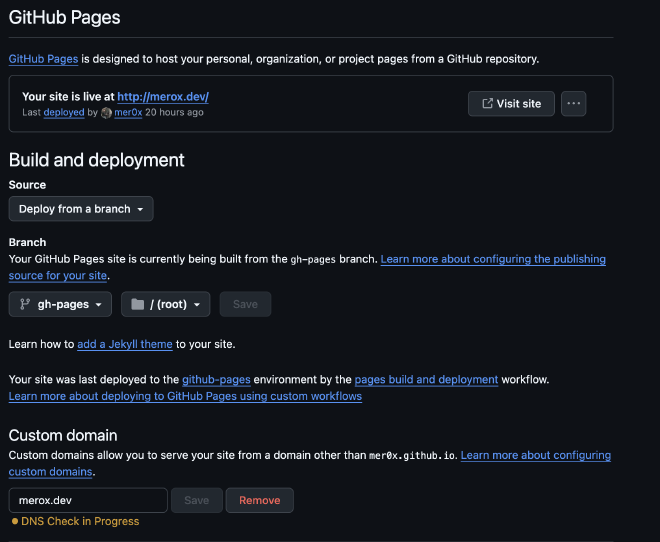 GitHub Pages
GitHub Pages is designed to host your personal, organization, or project pages from a GitHub repository.
Your site is live at http://merox.dev/
Last deployed by mer0x 20 hours ago
Visit site
Build and deployment
Source
Deploy from a branch
Branch
Your GitHub Pages site is currently being built from the gh-pages branch. Learn more about configuring the publishing
source for your site.
gh-pages
/ (root)
Save
Learn how to add a Jekyll theme to your site.
Your site was last deployed to the github-pages environment by the pages build and deployment workflow.
Learn more about deploying to GitHub Pages using custom workflows
Custom domain
Custom domains allow you to serve your site from a domain other than mer0x.github.io. Learn more about configuring
custom domains.
merox.dev
Save
Remove
DNS Check in Progress